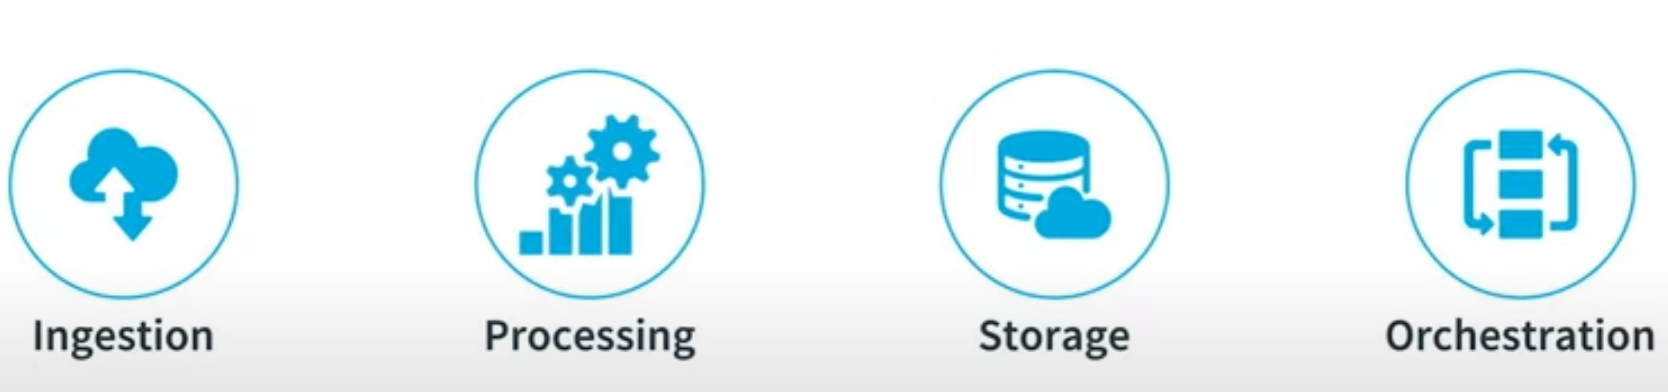 Ingestion
Processing
Storage
Orchestration